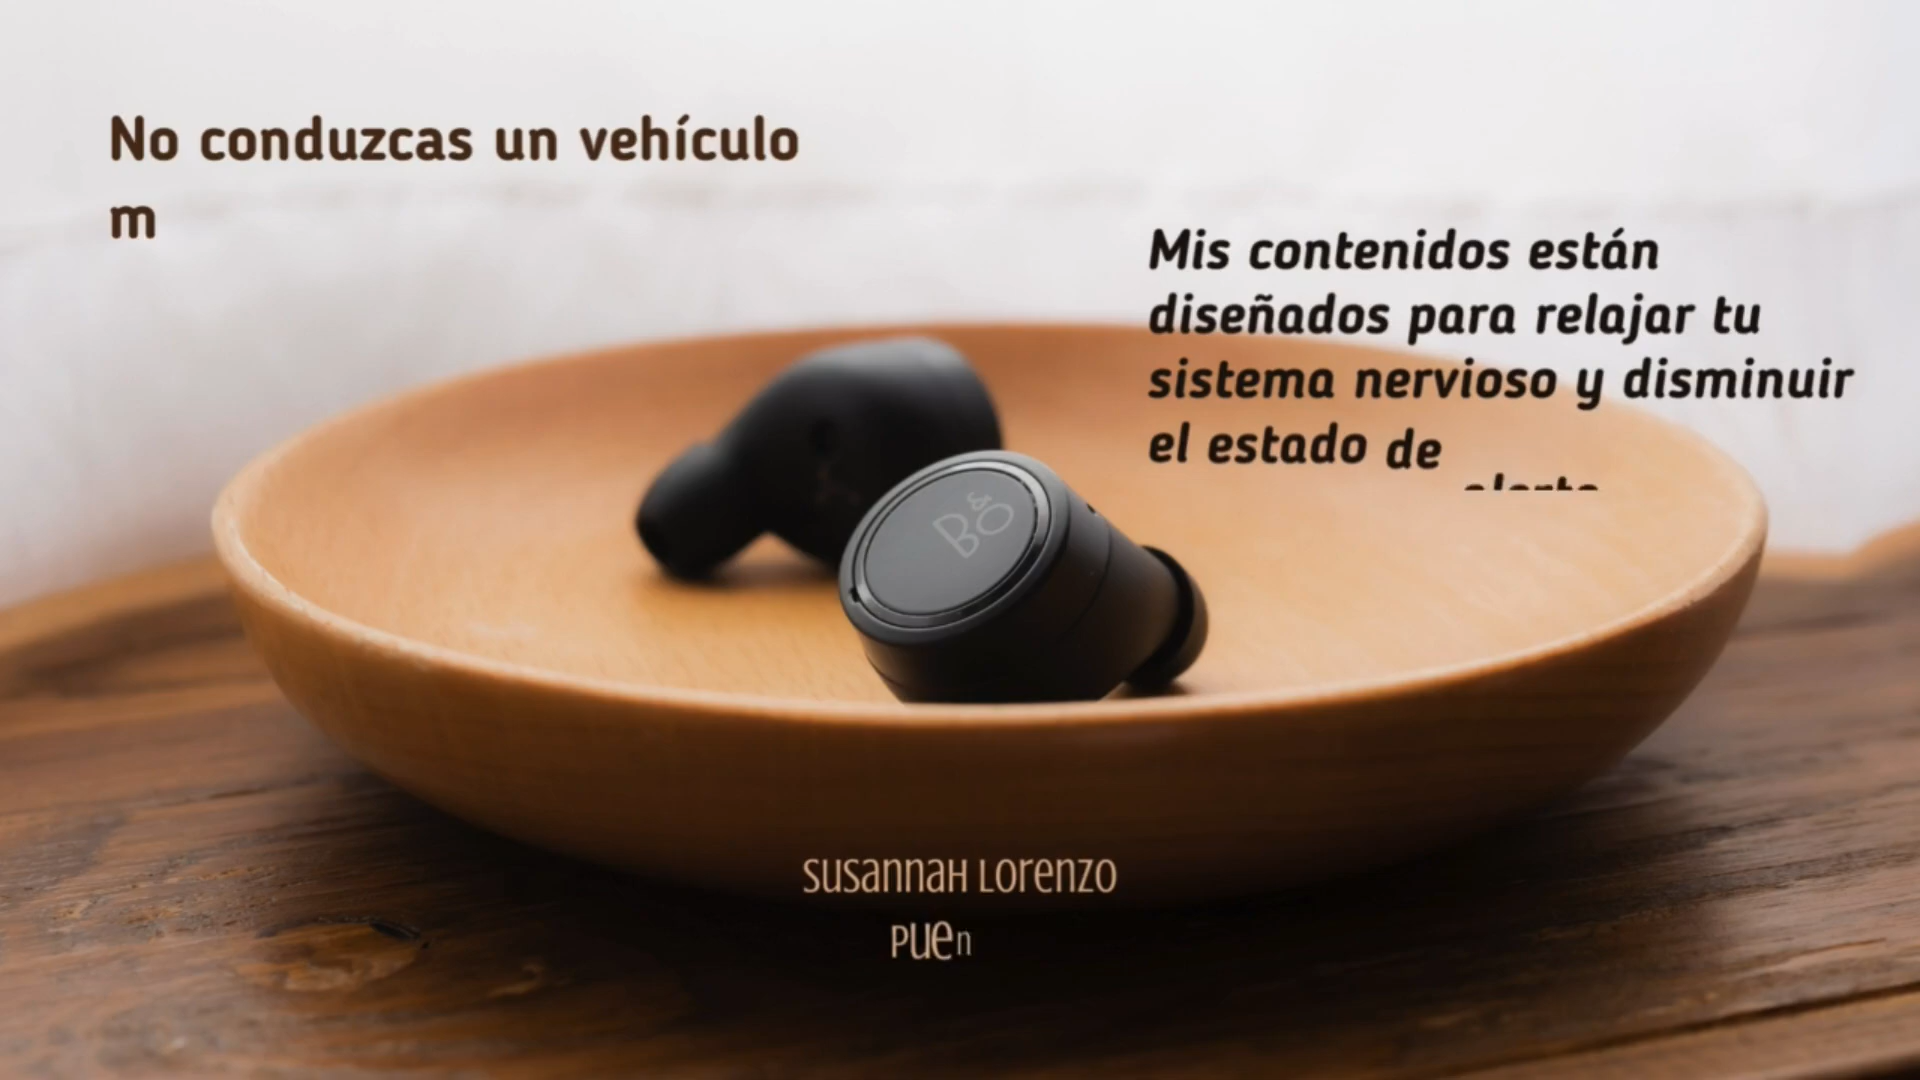 No conduzcas un vehículo
m
Mis contenidos están
diseñados para relajar tu
sistema nervioso y disminuir
el estado de
B&O
Susannah Lorenzo
Puen